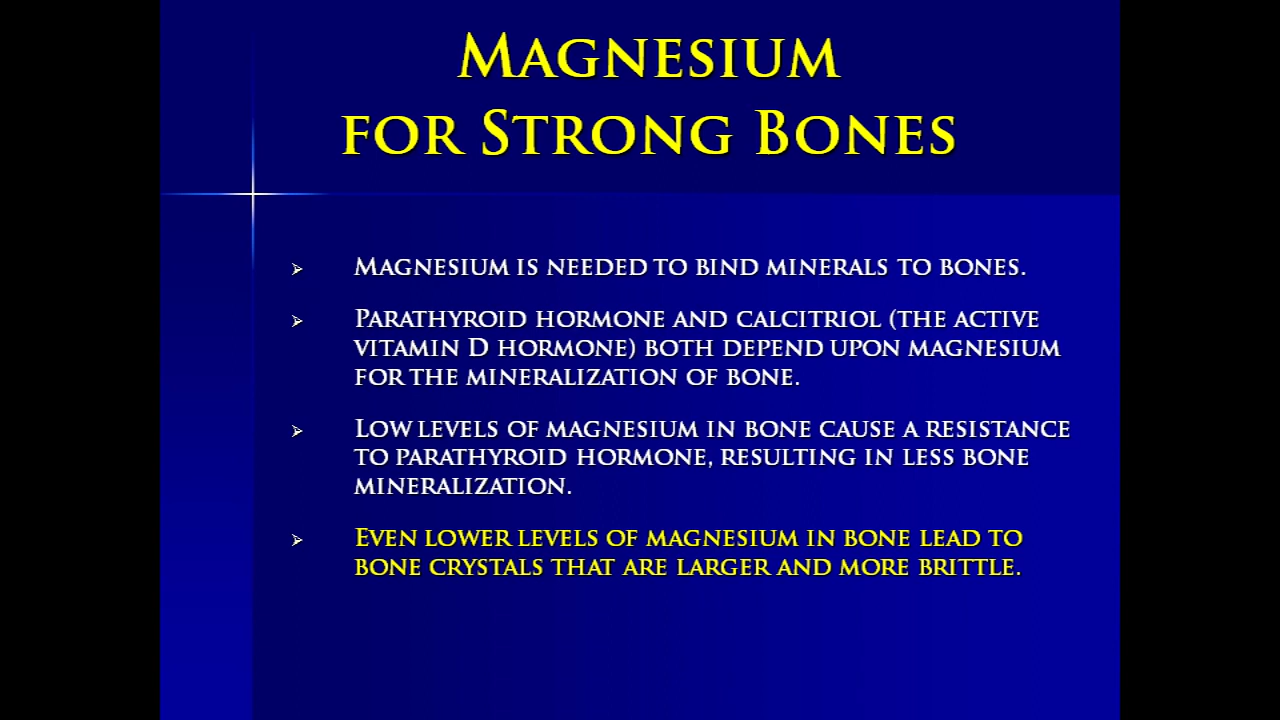 Magnesium
for Strong Bones
Magnesium is needed to bind minerals to bones.
Parathyroid hormone and calcitriol (the active
vitamin D hormone) both depend upon magnesium
for the mineralization of bone.
Low levels of magnesium in bone cause a resistance
to parathyroid hormone, resulting in less bone
mineralization.
Even lower levels of magnesium in bone lead to
bone crystals that are larger and more brittle.